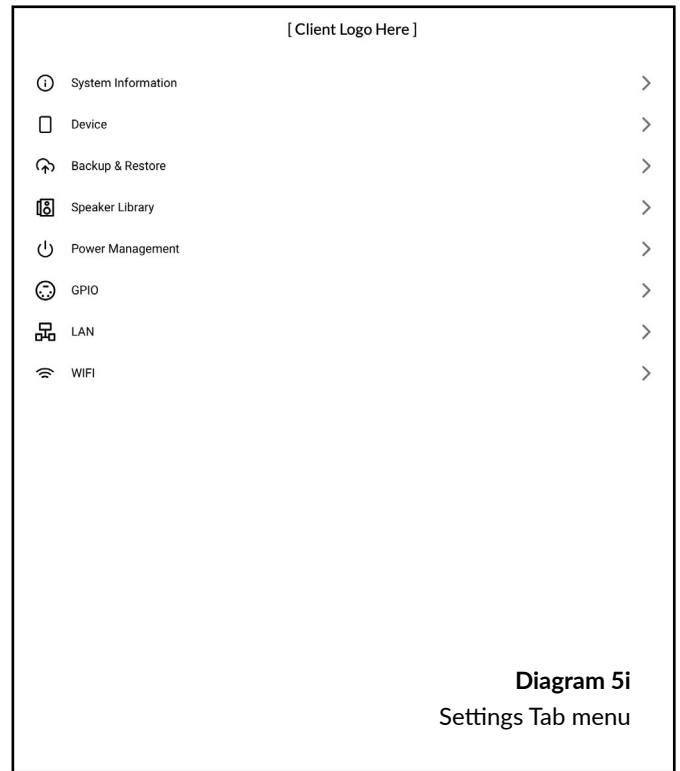 [ Client Logo Here ]
System Information
Device
Backup & Restore
Speaker Library
Power Management
GPIO
LAN
WIFI
Diagram 5i
Settings Tab menu